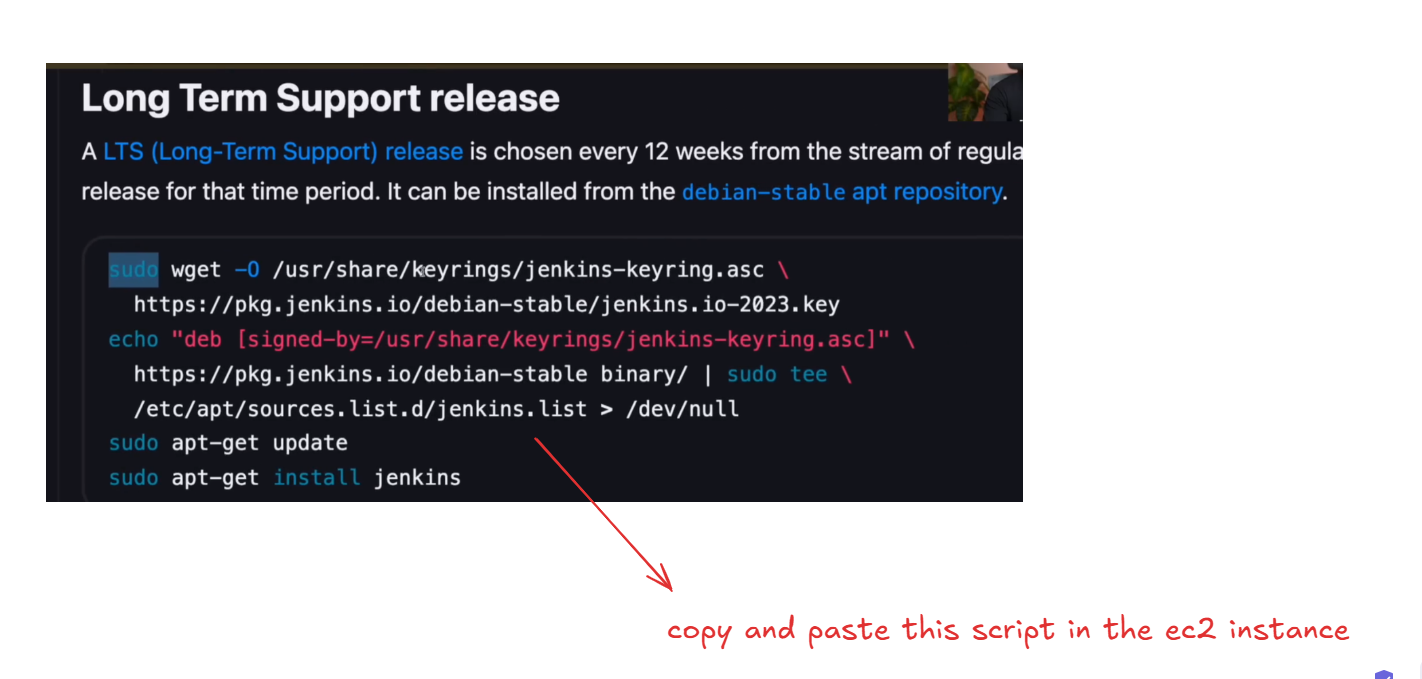 Long Term Support release
A LTS (Long-Term Support) release is chosen every 12 weeks from the stream of regula
release for that time period. It can be installed from the debian-stable apt repository.
sudo wget -O /usr/share/keyrings/jenkins-keyring.asc \
https://pkg.jenkins.io/debian-stable/jenkins.io-2023.key
echo "deb [signed-by=/usr/share/keyrings/jenkins-keyring.asc]" \
https://pkg.jenkins.io/debian-stable binary/ | sudo tee \
/etc/apt/sources.list.d/jenkins.list > /dev/null
sudo apt-get update
sudo apt-get install jenkins
copy and paste this script in the ec2 instance